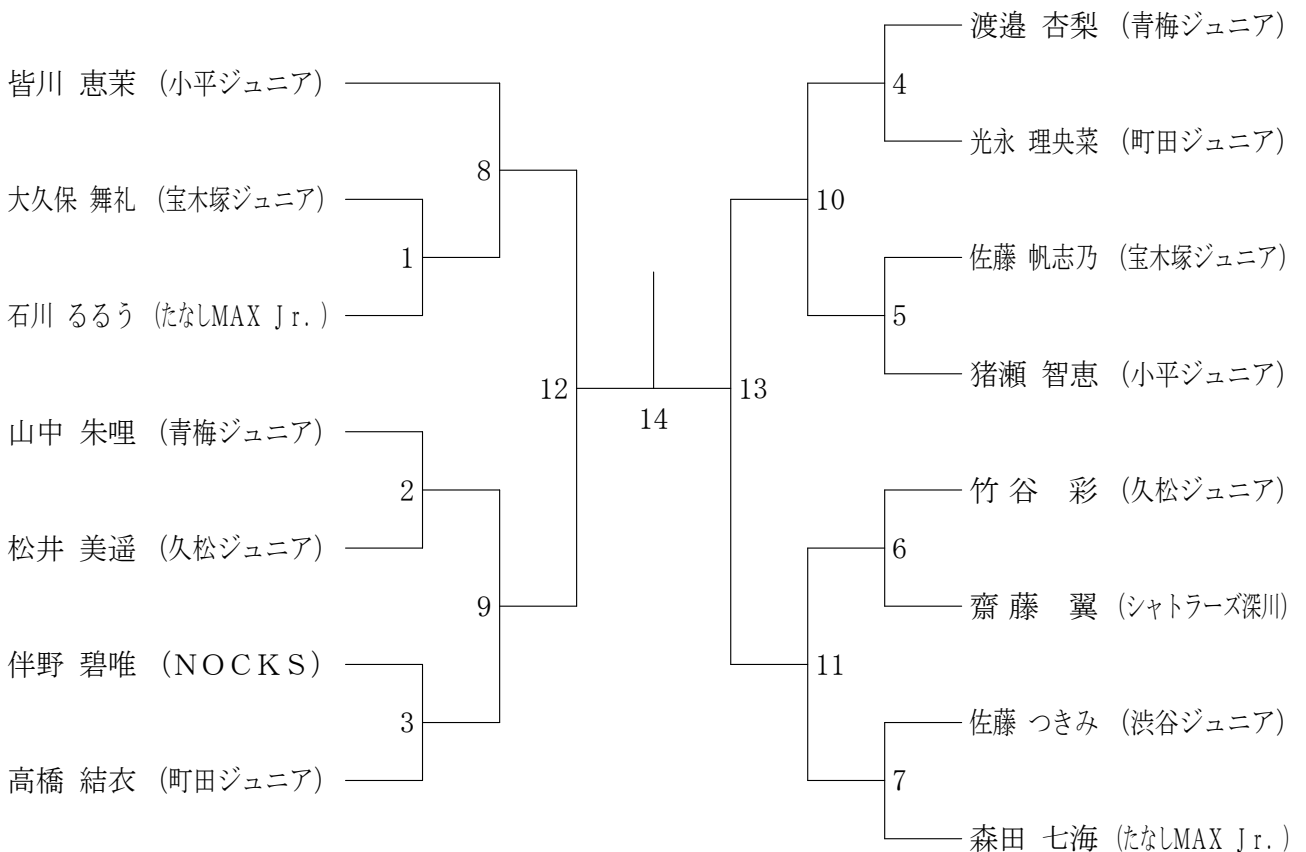 皆川 恵茉 (小平ジュニア)
大久保 舞礼 (宝木塚ジュニア)
石川 るるう (たなしMAX Jr.)
山中 朱哩 (青梅ジュニア)
松井 美遥 (久松ジュニア)
伴野 碧唯 (NOCKS)
高橋 結衣 (町田ジュニア)
8
1
2
9
3
12
14
13
10
4
5
6
11
7
渡邉 杏梨 (青梅ジュニア)
光永 理央菜 (町田ジュニア)
佐藤 帆志乃 (宝木塚ジュニア)
猪瀬 智恵 (小平ジュニア)
竹谷 彩 (久松ジュニア)
齋藤 翼 (シャトラーズ深川)
佐藤 つきみ (渋谷ジュニア)
森田 七海 (たなしMAX Jr.)